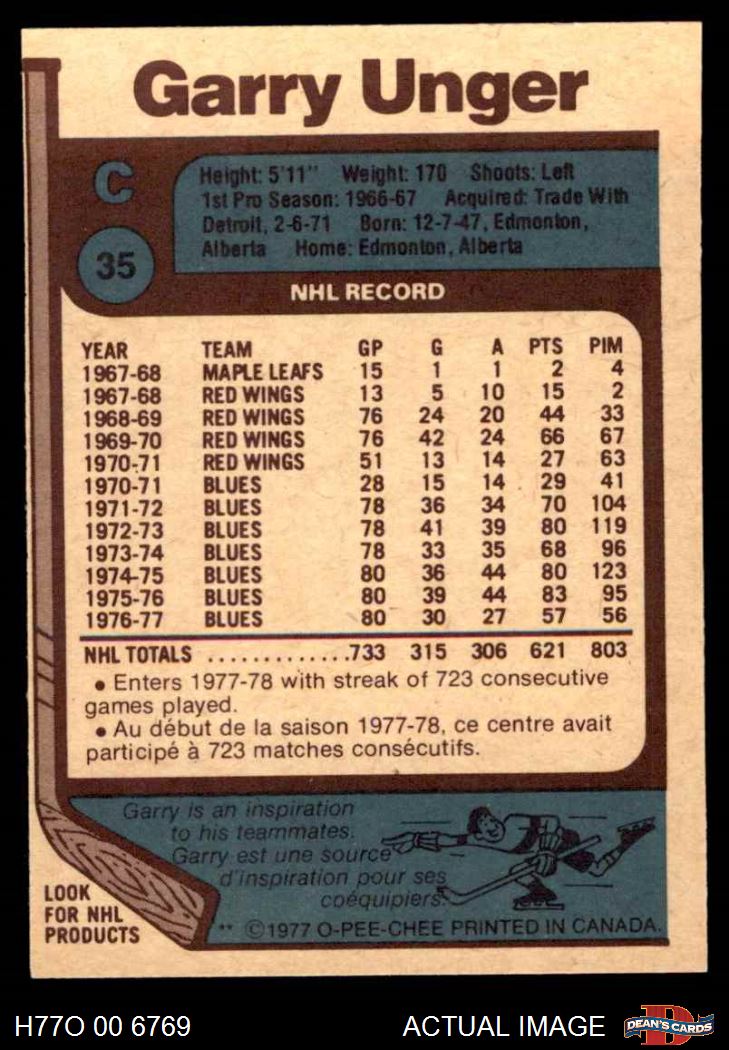 Garry Unger
C
Height: 5'11" Weight: 170 Shoots: Left
1st Pro Season: 1966-67 Acquired: Trade With
Detroit, 2-6-71 Born: 12-7-47, Edmonton,
Alberta Home: Edmonton, Alberta
35
NHL RECORD
YEAR TEAM GP G A PTS PIM
1967-68 MAPLE LEAFS 15 1 1 2 4
1967-68 RED WINGS 13 5 10 15 2
1968-69 RED WINGS 76 24 20 44 33
1969-70 RED WINGS 76 42 24 66 67
1970-71 RED WINGS 51 13 14 27 63
1970-71 BLUES 28 15 14 29 41
1971-72 BLUES 78 36 34 70 104
1972-73 BLUES 78 41 39 80 119
1973-74 BLUES 78 33 35 68 96
1974-75 BLUES 80 36 44 80 123
1975-76 BLUES 80 39 44 83 95
1976-77 BLUES 80 30 27 57 56
NHL TOTALS .............733 315 306 621 803
• Enters 1977-78 with streak of 723 consecutive
games played.
• Au début de la saison 1977-78, ce centre avait
participé à 723 matches consécutifs.
Garry is an inspiration
to his teammates.
Garry est une source
d'inspiration pour ses
coéquipiers.
LOOK
FOR NHL
PRODUCTS
** ©1977 O-PEE-CHEE PRINTED IN CANADA.
H77O 00 6769 ACTUAL IMAGE
D
DEAN'S CARDS